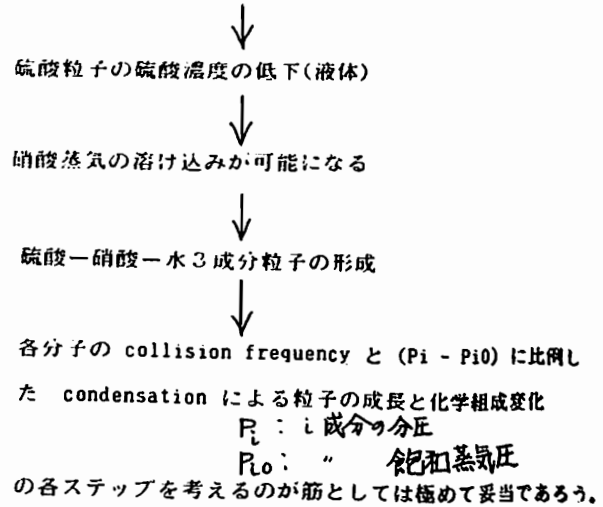 硫酸粒子の硫酸濃度の低下(液体)
硝酸蒸気の溶け込みが可能になる
硫酸ー硝酸ー水3成分粒子の形成
各分子の collision frequency と (Pi - Pi0) に比例し
た condensation による粒子の成長と化学組成変化
Pi : i 成分の分圧
Pi0 : 〃 飽和蒸気圧
の各ステップを考えるのが筋としては極めて妥当であろう。